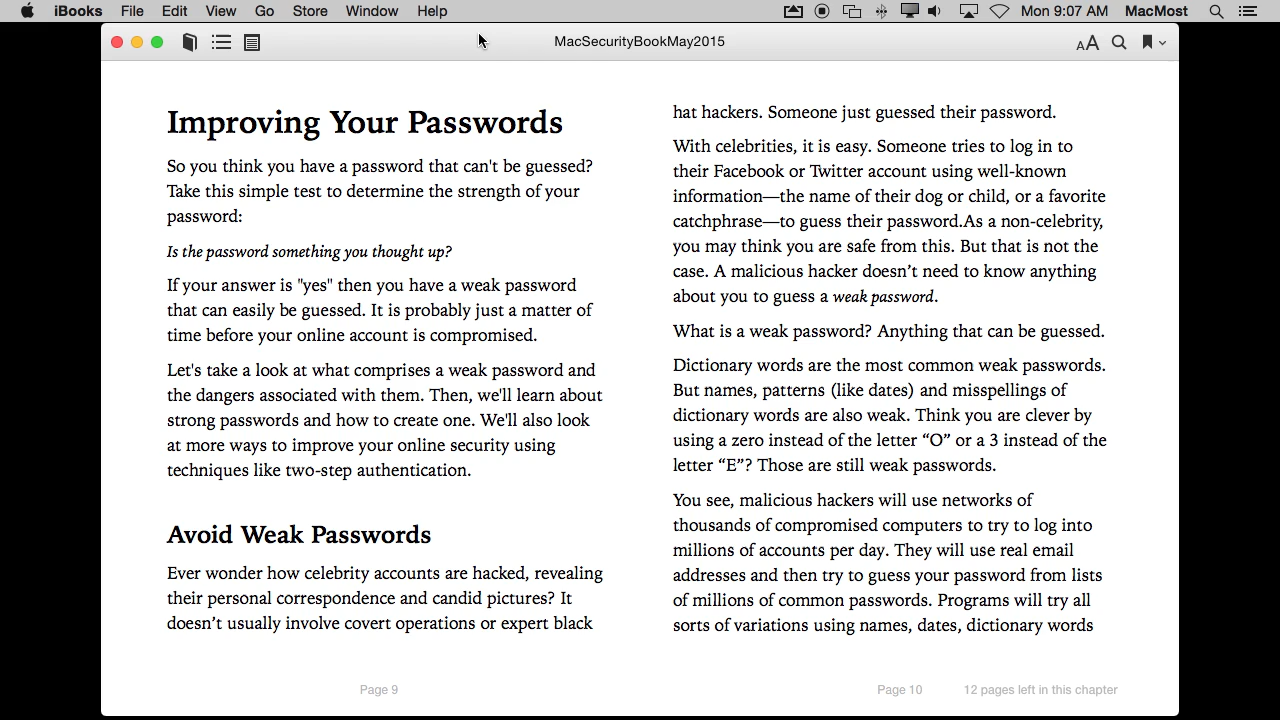 iBooks File Edit View Go Store Window Help Mon 9:07 AM MacMost
MacSecurityBookMay2015
AA
Improving Your Passwords
So you think you have a password that can't be guessed?
Take this simple test to determine the strength of your
password:
Is the password something you thought up?
If your answer is "yes" then you have a weak password
that can easily be guessed. It is probably just a matter of
time before your online account is compromised.
Let's take a look at what comprises a weak password and
the dangers associated with them. Then, we'll learn about
strong passwords and how to create one. We'll also look
at more ways to improve your online security using
techniques like two-step authentication.
Avoid Weak Passwords
Ever wonder how celebrity accounts are hacked, revealing
their personal correspondence and candid pictures? It
doesn’t usually involve covert operations or expert black
Page 9
hat hackers. Someone just guessed their password.
With celebrities, it is easy. Someone tries to log in to
their Facebook or Twitter account using well-known
information—the name of their dog or child, or a favorite
catchphrase—to guess their password.As a non-celebrity,
you may think you are safe from this. But that is not the
case. A malicious hacker doesn’t need to know anything
about you to guess a weak password.
What is a weak password? Anything that can be guessed.
Dictionary words are the most common weak passwords.
But names, patterns (like dates) and misspellings of
dictionary words are also weak. Think you are clever by
using a zero instead of the letter “O” or a 3 instead of the
letter “E”? Those are still weak passwords.
You see, malicious hackers will use networks of
thousands of compromised computers to try to log into
millions of accounts per day. They will use real email
addresses and then try to guess your password from lists
of millions of common passwords. Programs will try all
sorts of variations using names, dates, dictionary words
Page 10 12 pages left in this chapter